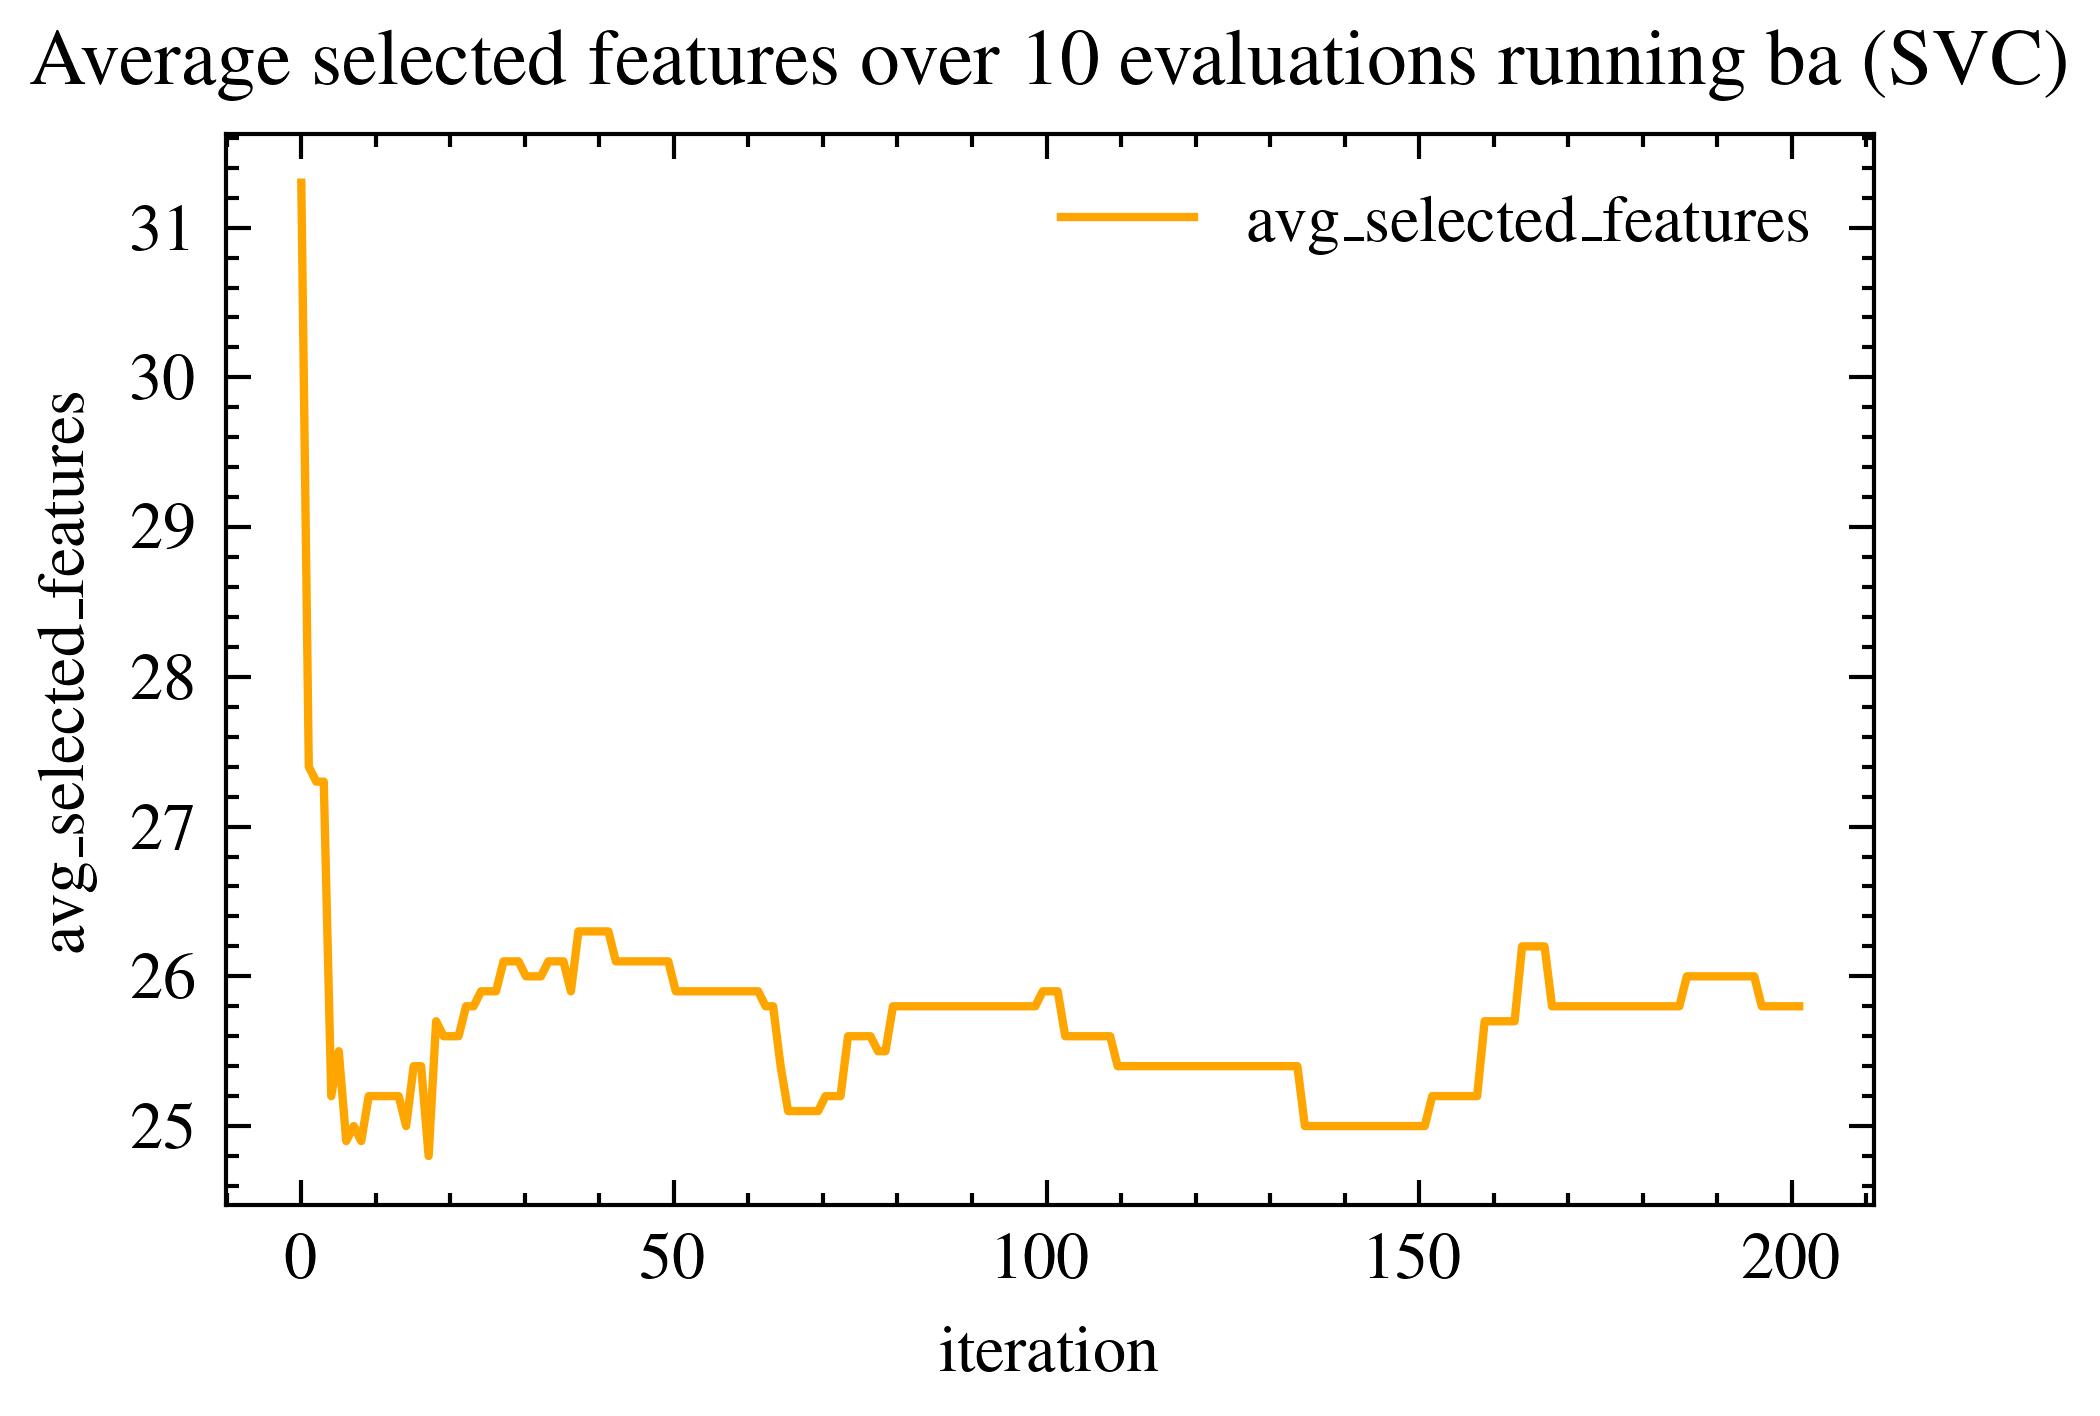 Average selected features over 10 evaluations running ba (SVC)
avg_selected_features
avg_selected_features
31
30
29
28
27
26
25
0 50 100 150 200
iteration